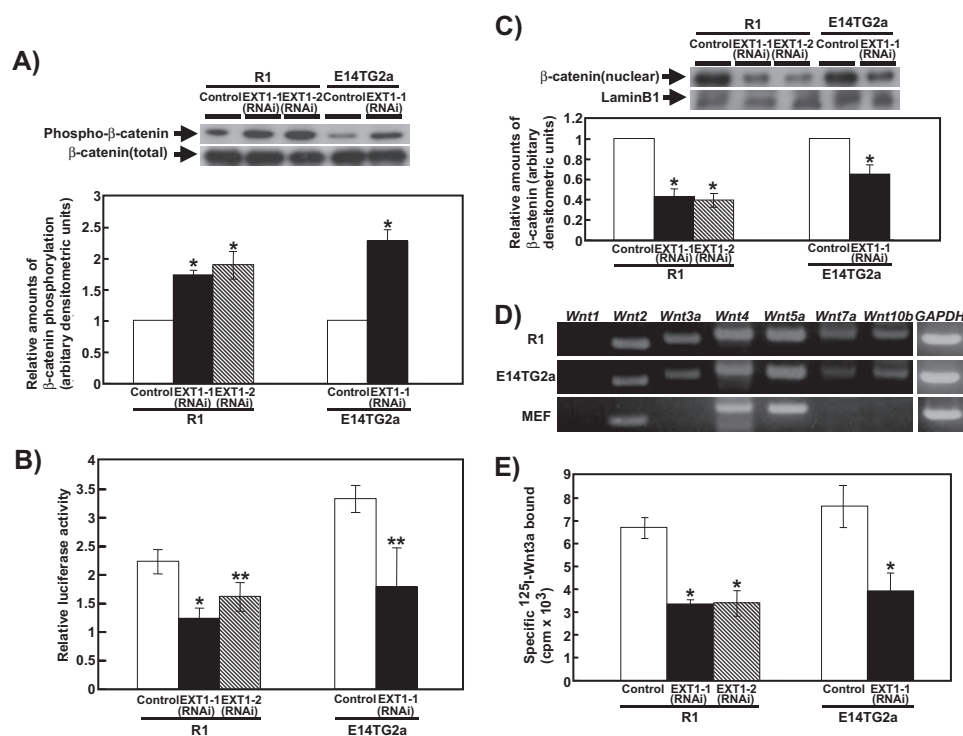 A)
R1 E14TG2a
Control EXT1-1 (RNAi) EXT1-2 (RNAi) Control EXT1-1 (RNAi)
Phospho-β-catenin
β-catenin(total)
Relative amounts of
β-catenin phosphorylation
(arbitary densitometric units)
3
2.5
2
1.5
1
0.5
0
Control EXT1-1 (RNAi) EXT1-2 (RNAi) Control EXT1-1 (RNAi)
R1 E14TG2a
* * *
B)
Relative luciferase activity
4
3.5
3
2.5
2
1.5
1
0.5
0
* ** **
Control EXT1-1 (RNAi) EXT1-2 (RNAi) Control EXT1-1 (RNAi)
R1 E14TG2a
C)
R1 E14TG2a
Control EXT1-1 (RNAi) EXT1-2 (RNAi) Control EXT1-1 (RNAi)
β-catenin(nuclear)
LaminB1
Relative amounts of
β-catenin (arbitary
densitometric units)
1.2
1
0.8
0.6
0.4
0.2
0
* * *
Control EXT1-1 (RNAi) EXT1-2 (RNAi) Control EXT1-1 (RNAi)
R1 E14TG2a
D)
Wnt1 Wnt2 Wnt3a Wnt4 Wnt5a Wnt7a Wnt10b GAPDH
R1
E14TG2a
MEF
E)
Specific 125I-Wnt3a bound
(cpm x 103)
9
8
7
6
5
4
3
2
1
0
* * *
Control EXT1-1 (RNAi) EXT1-2 (RNAi) Control EXT1-1 (RNAi)
R1 E14TG2a